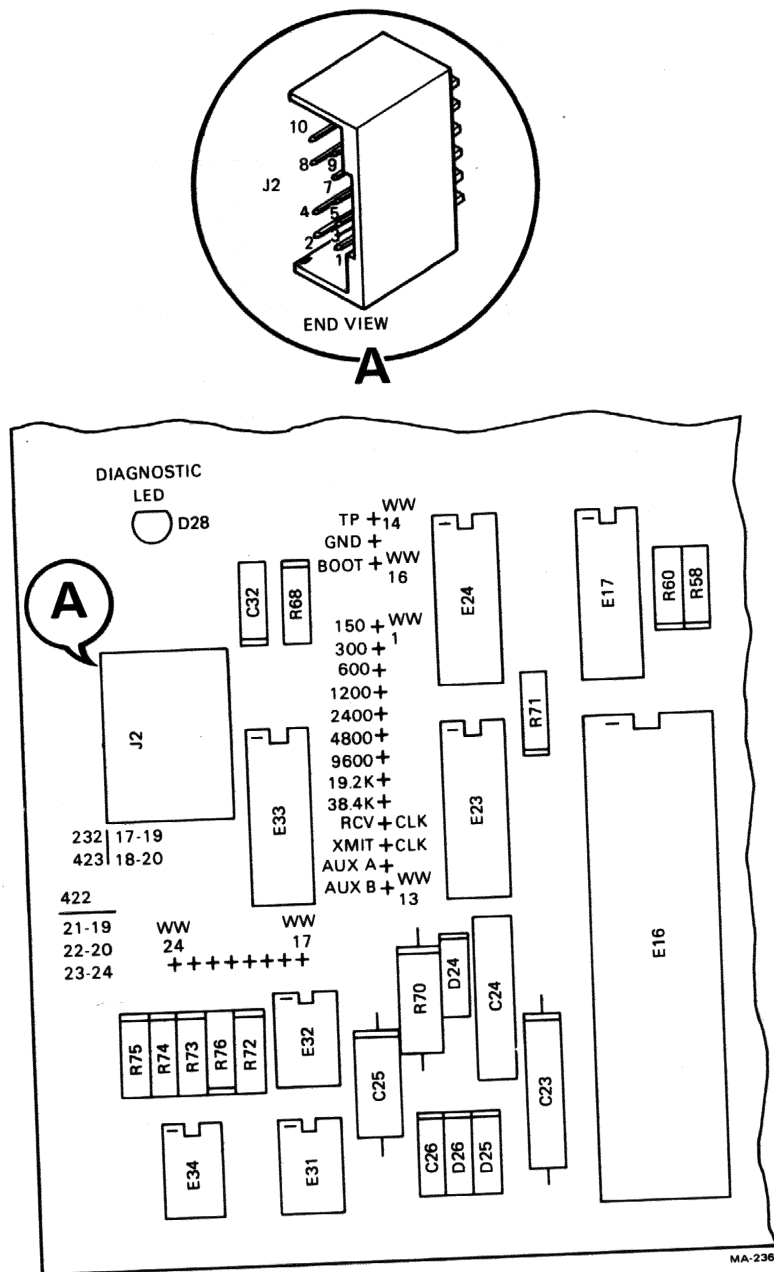 10
8
9
J2
7
4
5
3
2
1
END VIEW
A
DIAGNOSTIC
LED
D28
TP + WW
14
GND +
BOOT + WW
16
A
C32
R68
E24
E17
R60
R58
150 + WW
1
300 +
600 +
1200 +
2400 +
4800 +
9600 +
19.2K +
38.4K +
RCV + CLK
XMIT + CLK
AUX A +
AUX B + WW
13
J2
E33
E23
R71
E16
232 | 17-19
423 | 18-20
422
21-19
22-20
23-24
WW
24
WW
17
+ + + + + + + +
R75
R74
R73
R76
R72
E32
C25
R70
D24
C24
C23
E34
E31
C26
D26
D25
MA-236